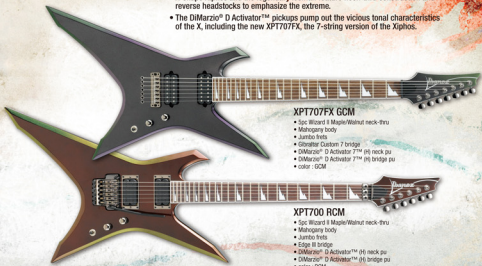 reverse headstocks to emphasize the extreme.
• The DiMarzio® D Activator™ pickups pump out the vicious tonal characteristics
of the X, including the new XPT707FX, the 7-string version of the Xiphos.
Ibanez
XPT707FX GCM
• 5pc Wizard II Maple/Walnut neck-thru
• Mahogany body
• Jumbo frets
• Gibraltar Custom 7 bridge
• DiMarzio® D Activator 7™ (H) neck pu
• DiMarzio® D Activator 7™ (H) bridge pu
• color : GCM
Ibanez
XPT700 RCM
• 5pc Wizard II Maple/Walnut neck-thru
• Mahogany body
• Jumbo frets
• Edge III bridge
• DiMarzio® D Activator™ (H) neck pu
• DiMarzio® D Activator™ (H) bridge pu